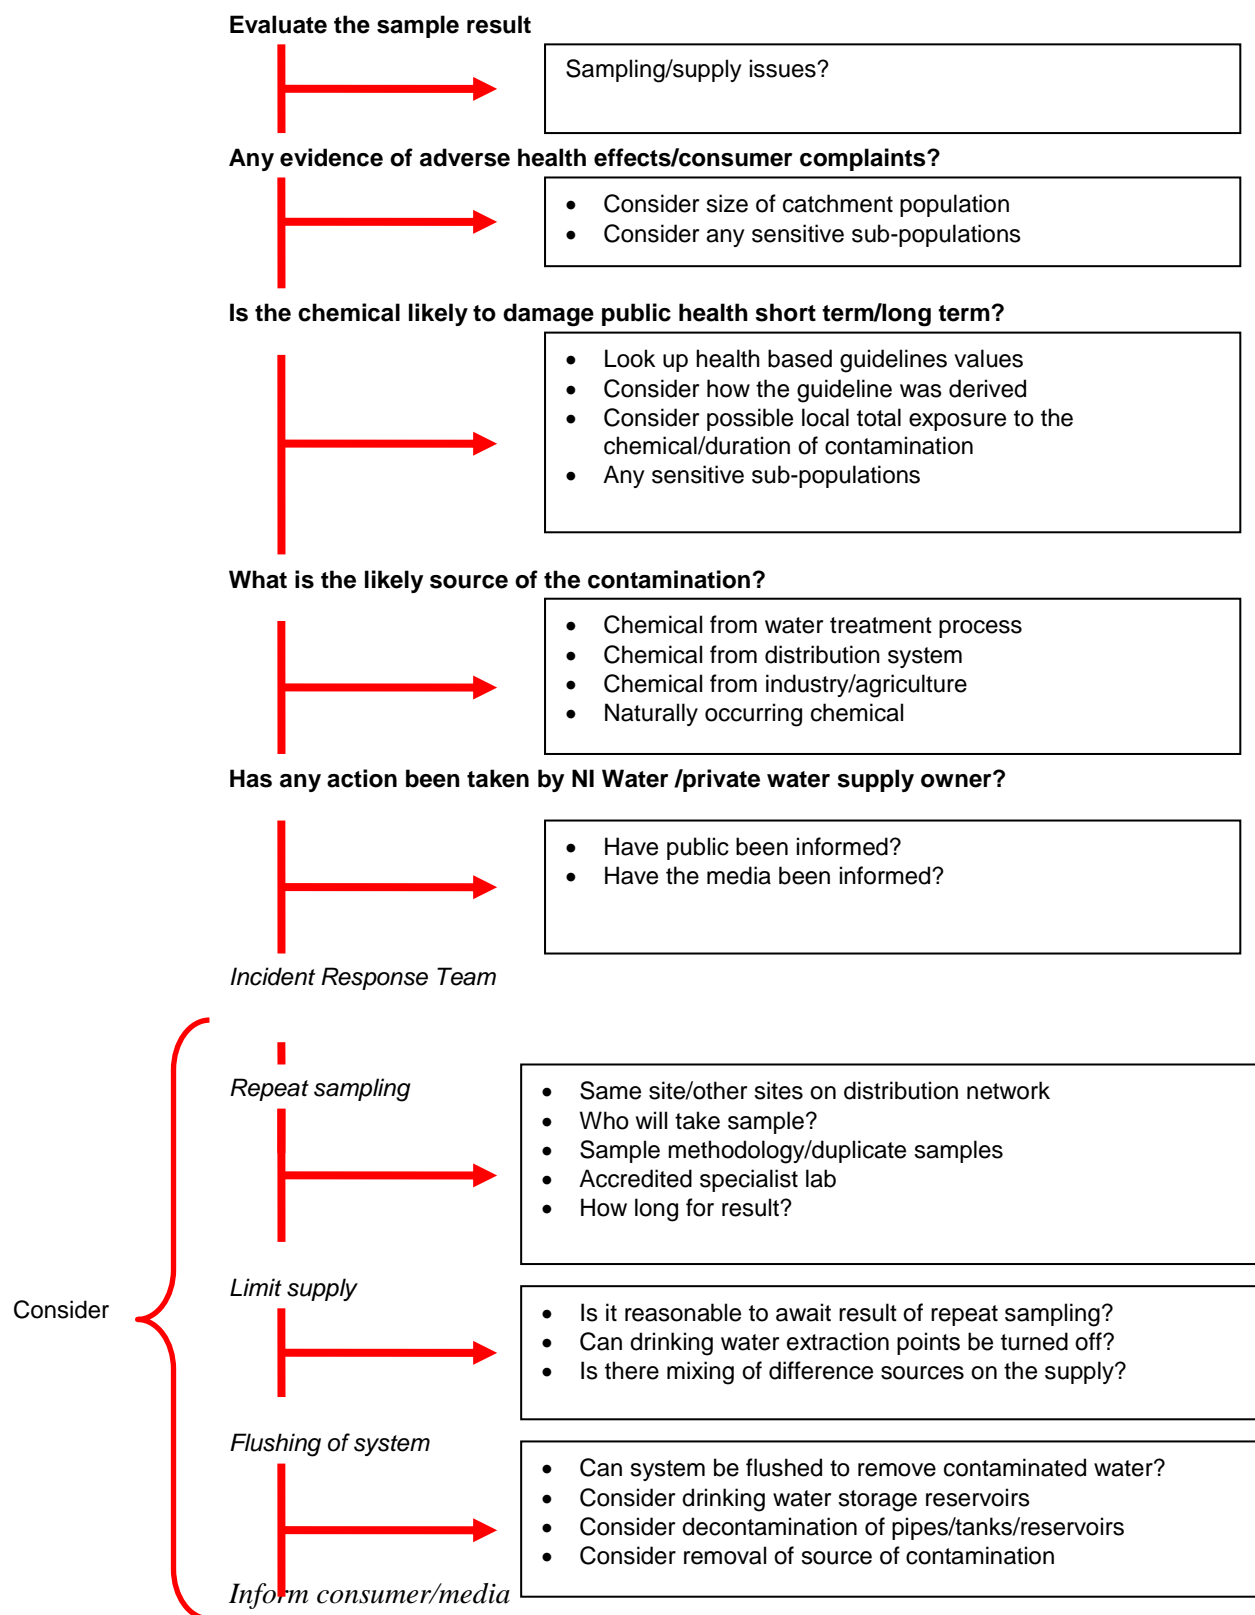 Evaluate the sample result
Sampling/supply issues?
Any evidence of adverse health effects/consumer complaints?
• Consider size of catchment population
• Consider any sensitive sub-populations
Is the chemical likely to damage public health short term/long term?
• Look up health based guidelines values
• Consider how the guideline was derived
• Consider possible local total exposure to the
chemical/duration of contamination
• Any sensitive sub-populations
What is the likely source of the contamination?
• Chemical from water treatment process
• Chemical from distribution system
• Chemical from industry/agriculture
• Naturally occurring chemical
Has any action been taken by NI Water /private water supply owner?
• Have public been informed?
• Have the media been informed?
Incident Response Team
Consider
Repeat sampling
• Same site/other sites on distribution network
• Who will take sample?
• Sample methodology/duplicate samples
• Accredited specialist lab
• How long for result?
Limit supply
• Is it reasonable to await result of repeat sampling?
• Can drinking water extraction points be turned off?
• Is there mixing of difference sources on the supply?
Flushing of system
• Can system be flushed to remove contaminated water?
• Consider drinking water storage reservoirs
• Consider decontamination of pipes/tanks/reservoirs
• Consider removal of source of contamination
Inform consumer/media